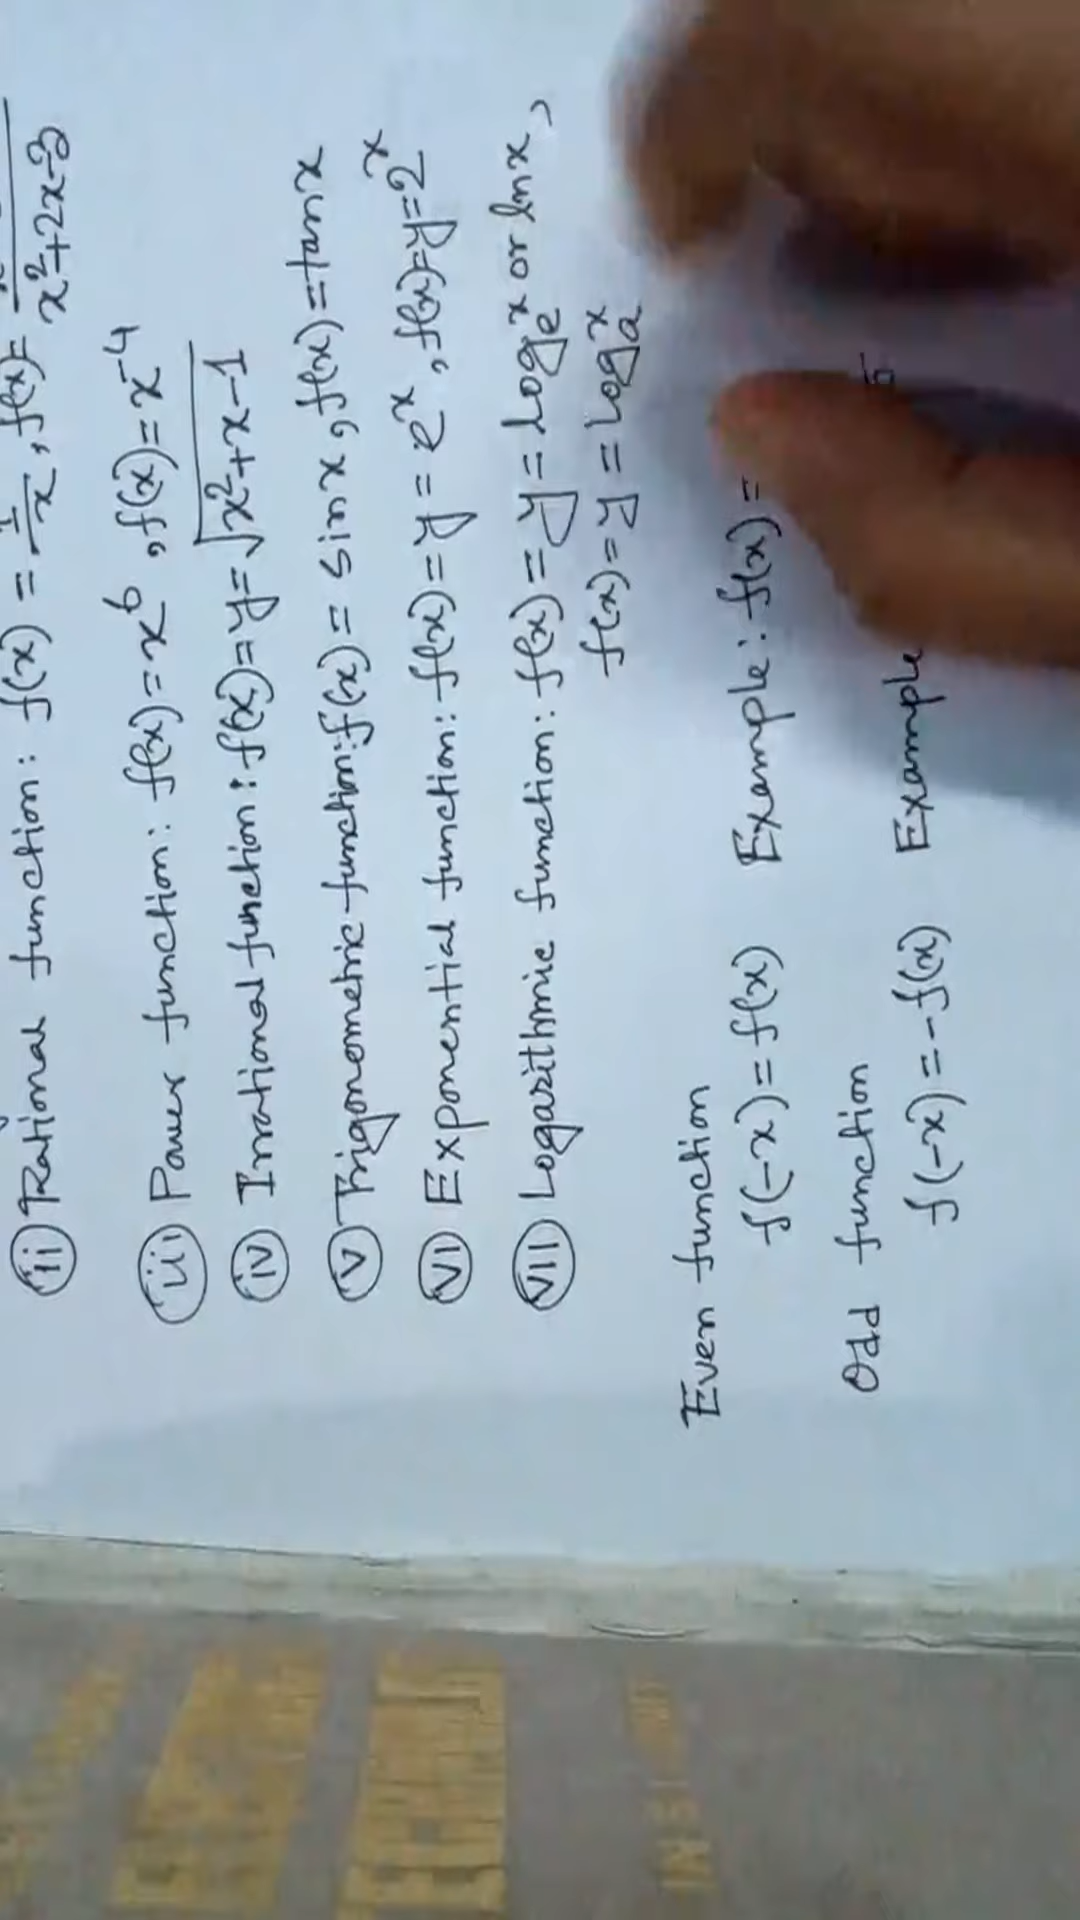 (ii) Rational function: f(x) = 1/x, f(x) = /x²+2x-3
(iii) Power function: f(x) = x⁶, f(x) = x⁻⁴
(iv) Irrational function: f(x) = y = √x²+x-1
(v) Trigonometric function: f(x) = sin x, f(x) = tan x
(vi) Exponential function: f(x) = y = eˣ, f(x) = y = 2ˣ
x
(vii) Logarithmic function: f(x) = y = logₑx or ln x,
f(x) = y = logₐx
Even function
f(-x) = f(x) Example: f(x) =
Odd function
f(-x) = -f(x) Example